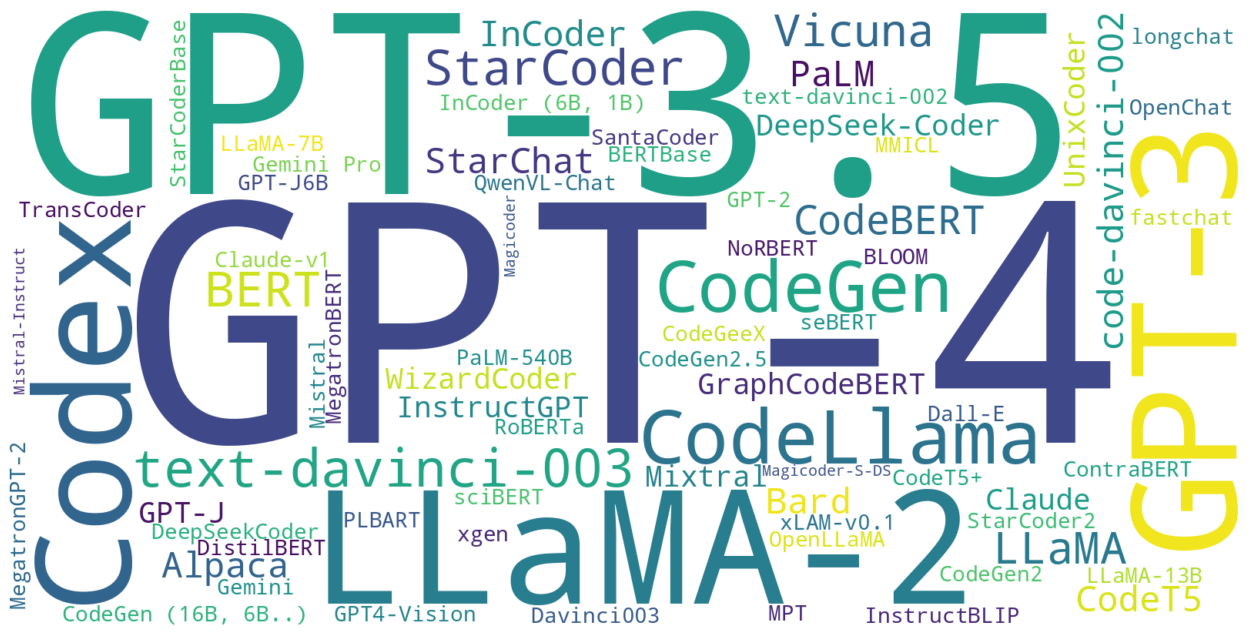 GPT-3.5
StarCoderBase
InCoder
StarCoder
InCoder (6B, 1B)
Vicuna
PaLM
text-davinci-002
DeepSeek-Coder
SantaCoder
BERTBase
MMICL
UnixCoder
code-davinci-002
longchat
OpenChat
LLaMA-7B
Gemini Pro
GPT-J6B
StarChat
QwenVL-Chat
GPT-2
CodeBERT
GPT-3
fastchat
TransCoder
Codex
GPT-4
Magicoder
NoRBERT
BLOOM
Claude-v1
BERT
CodeGen
Mistral-Instruct
Mistral
MegatronBERT
seBERT
CodeGeeX
PaLM-540B
CodeGen2.5
WizardCoder
GraphCodeBERT
InstructGPT
RoBERTa
Dall-E
CodeLlama
text-davinci-003
Mixtral
Magicoder-S-DS
CodeT5+
ContraBERT
MegatronGPT-2
GPT-J
sciBERT
LLaMA-2
Bard
Claude
DeepSeekCoder
PLBART
xgen
xLAM-v0.1
StarCoder2
DistilBERT
OpenLLaMA
LLaMA
Alpaca
Gemini
CodeGen2
LLaMA-13B
CodeT5
CodeGen (16B, 6B..)
GPT4-Vision
Davinci003
MPT
InstructBLIP